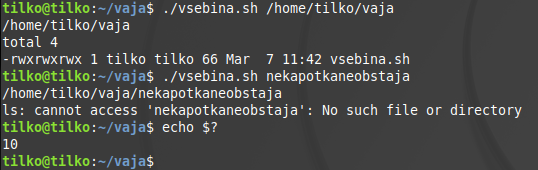 tilko@tilko:~/vaja$ ./vsebina.sh /home/tilko/vaja
/home/tilko/vaja
total 4
-rwxrwxrwx 1 tilko tilko 66 Mar  7 11:42 vsebina.sh
tilko@tilko:~/vaja$ ./vsebina.sh nekapotkaneobstaja
/home/tilko/vaja/nekapotkaneobstaja
ls: cannot access 'nekapotkaneobstaja': No such file or directory
tilko@tilko:~/vaja$ echo $?
10
tilko@tilko:~/vaja$